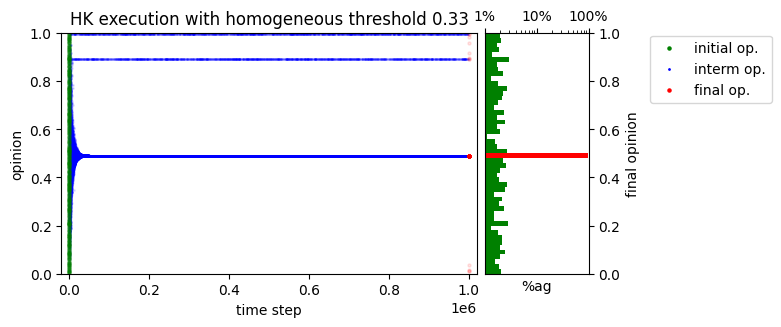 HK execution with homogeneous threshold 0.33
1% 10% 100%
1.0 0.8 0.6 0.4 0.2 0.0
opinion
0.0 0.2 0.4 0.6 0.8 1.0
1e6
time step
1.0 0.8 0.6 0.4 0.2 0.0
final opinion
%ag
initial op.
interm op.
final op.